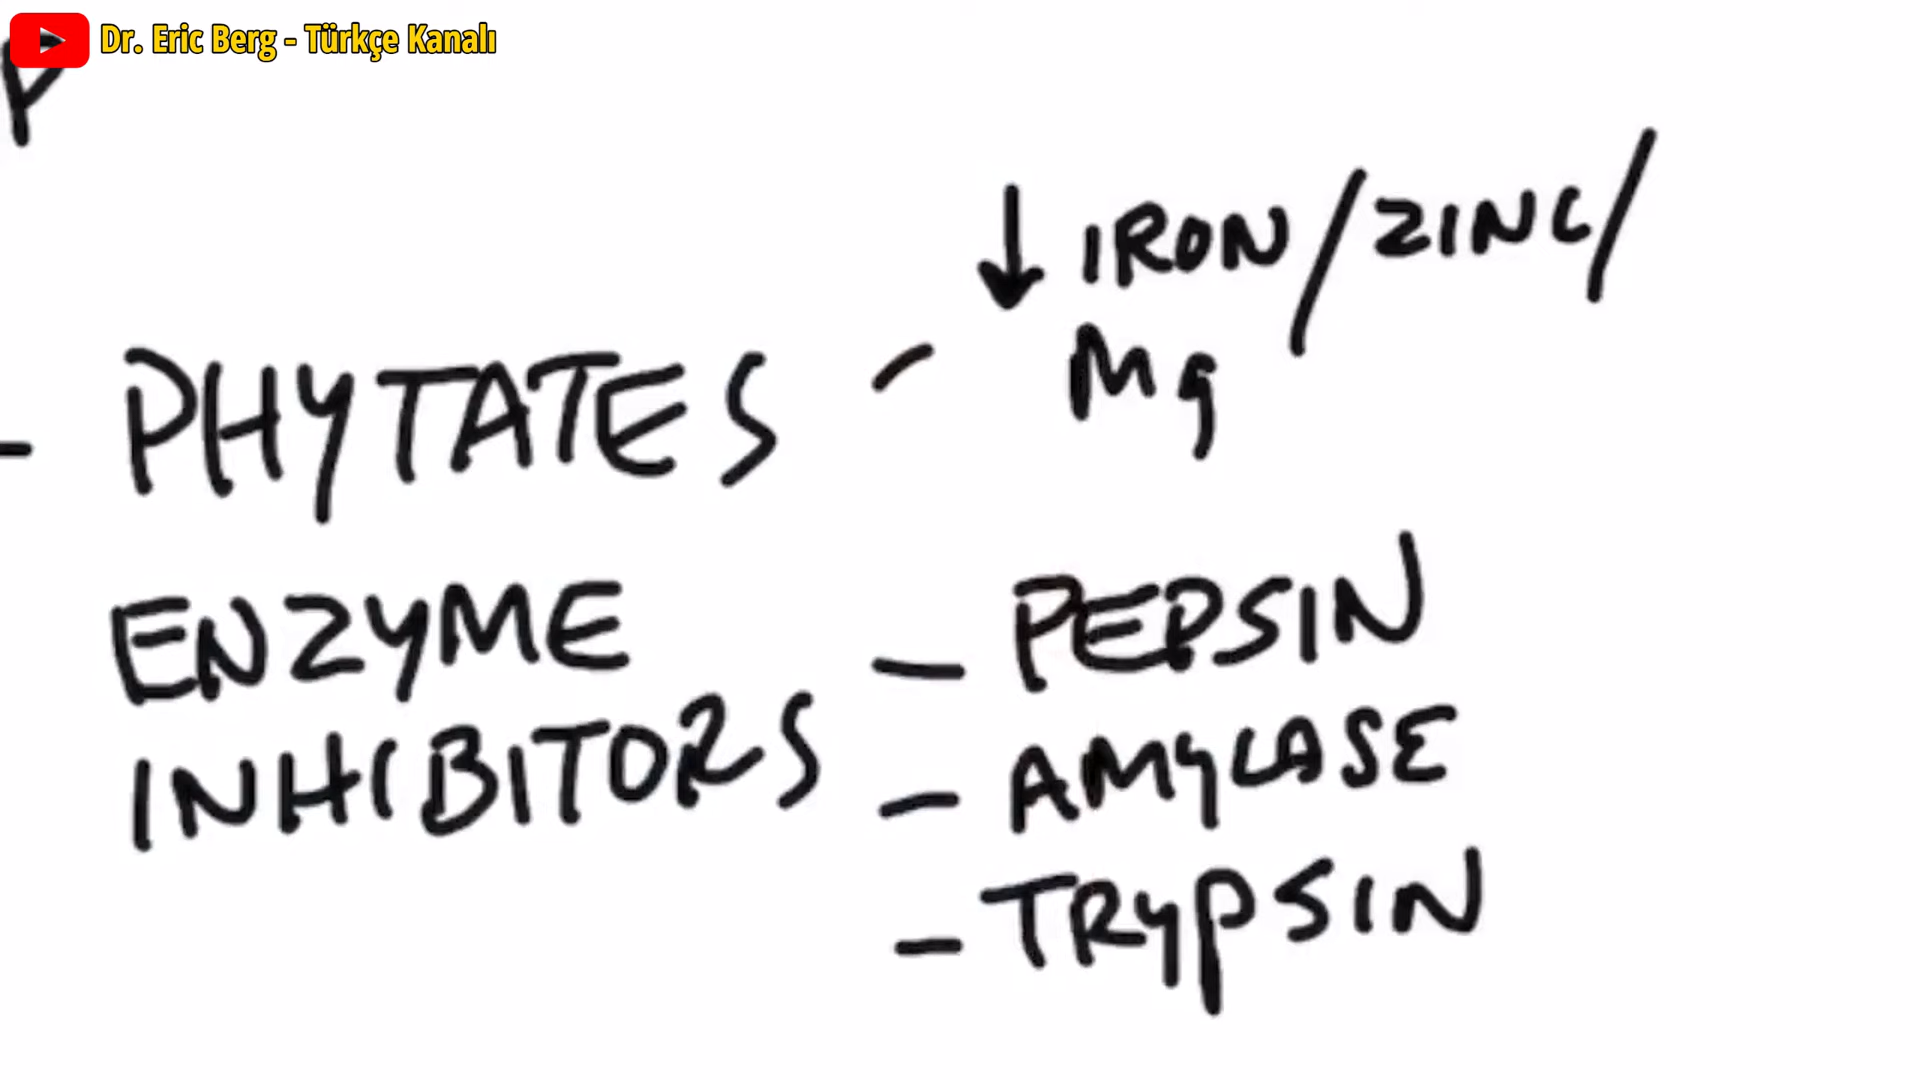 Dr. Eric Berg - Türkçe Kanalı
P
↓ IRON/ZINC/
Mg
- PHYTATES -
ENZYME
INHIBITORS
- PEPSIN
- AMYLASE
- TRYPSIN